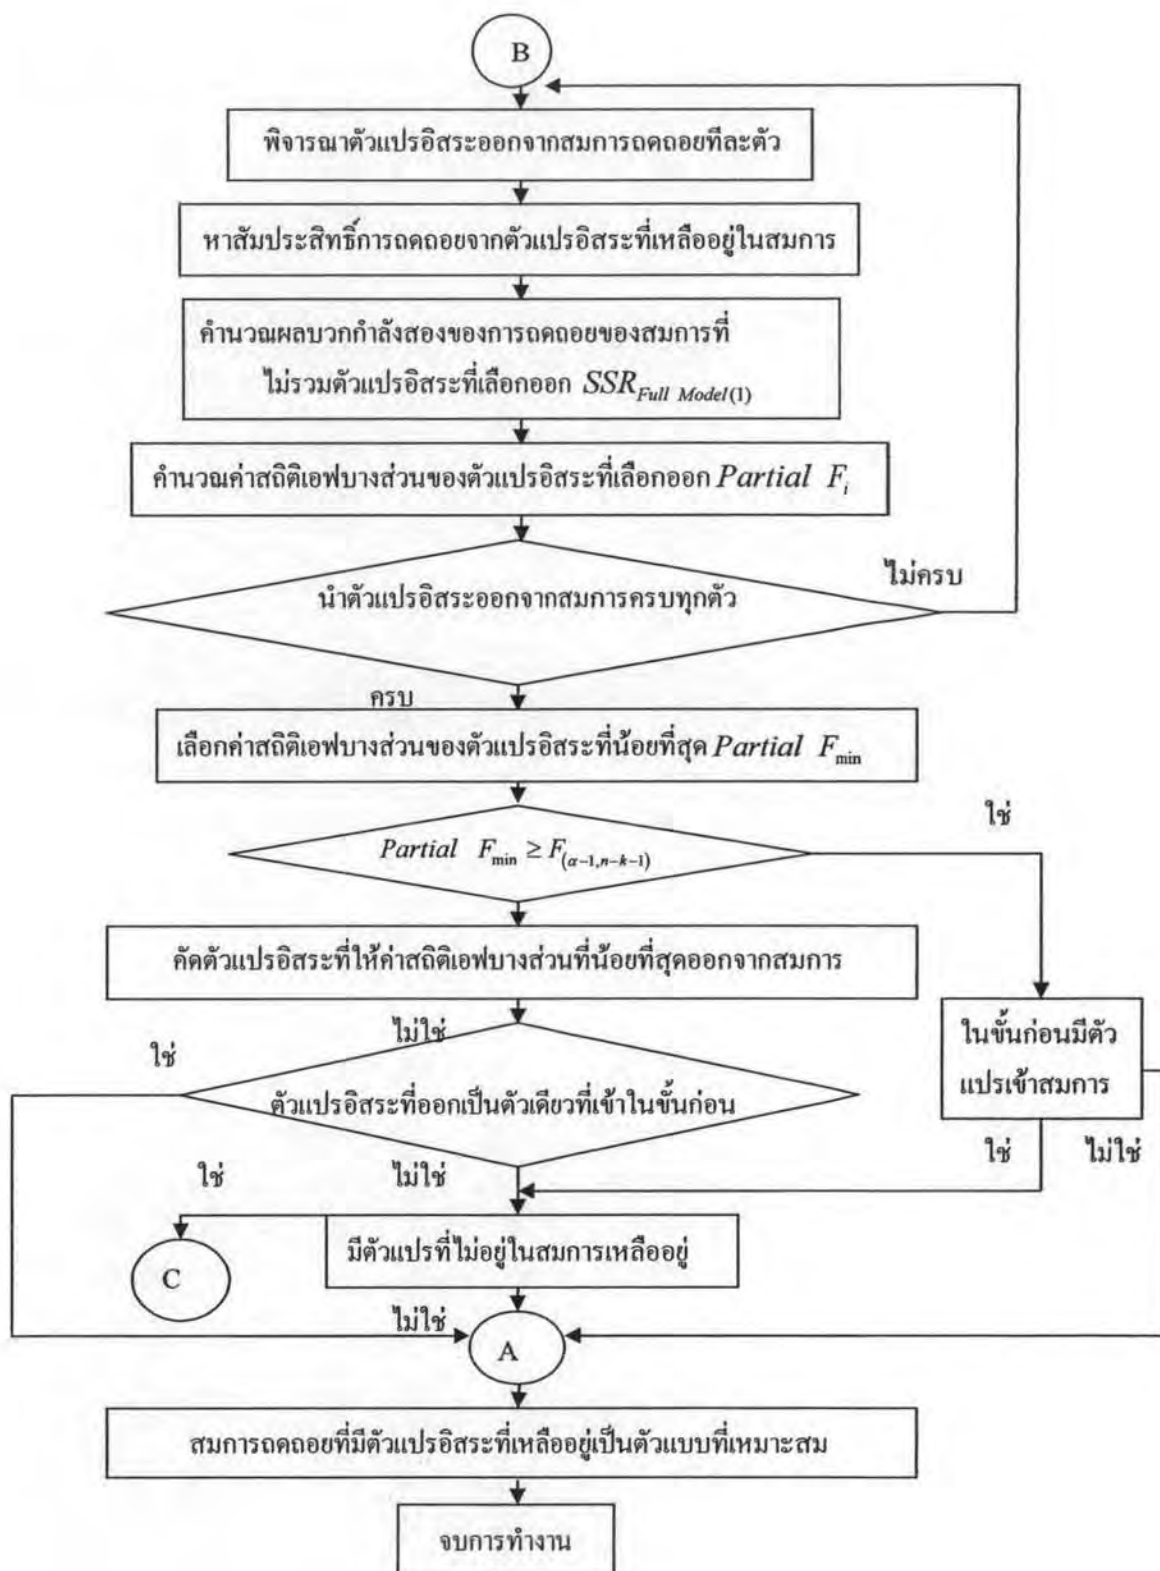 B
พิจารณาตัวแปรอิสระออกจากสมการถดถอยทีละตัว
หาสัมประสิทธิ์การถดถอยจากตัวแปรอิสระที่เหลืออยู่ในสมการ
คำนวณผลบวกกำลังสองของการถดถอยของสมการที่
ไม่รวมตัวแปรอิสระที่เลือกออก SSR_{Full Model(1)}
คำนวณค่าสถิติเอฟบางส่วนของตัวแปรอิสระที่เลือกออก Partial F_i
ไม่ครบ
นำตัวแปรอิสระออกจากสมการครบทุกตัว
ครบ
เลือกค่าสถิติเอฟบางส่วนของตัวแปรอิสระที่น้อยที่สุด Partial F_{min}
ใช่
Partial F_{min} ≥ F_{(α-1,n-k-1)}
คัดตัวแปรอิสระที่ให้ค่าสถิติเอฟบางส่วนที่น้อยที่สุดออกจากสมการ
ไม่ใช่
ใช่
ในขั้นก่อนมีตัว
แปรเข้าสมการ
ตัวแปรอิสระที่ออกเป็นตัวเดียวที่เข้าในขั้นก่อน
ใช่
ไม่ใช่
ใช่
ไม่ใช่
มีตัวแปรที่ไม่อยู่ในสมการเหลืออยู่
C
ไม่ใช่
A
สมการถดถอยที่มีตัวแปรอิสระที่เหลืออยู่เป็นตัวแบบที่เหมาะสม
จบการทำงาน